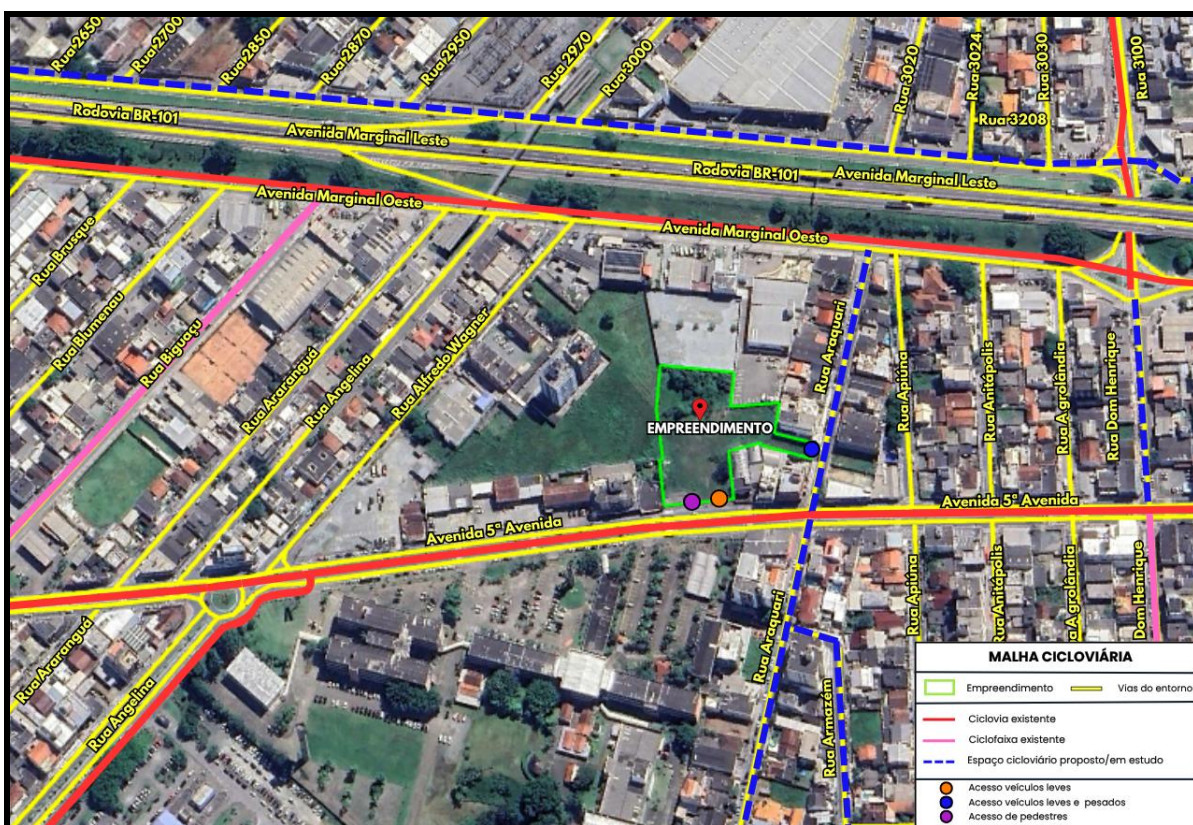 Rua 2650
Rua 2700
Rua 2850
Rua 2870
Rua 2950
Rua 2970
Rua 3000
Rua 3020
Rua 3024
Rua 3030
Rua 3100
Rua 3208
Rodovia BR-101
Avenida Marginal Leste
Rodovia BR-101
Avenida Marginal Leste
Avenida Marginal Oeste
Avenida Marginal Oeste
Rua Brusque
Rua Blumenau
Rua Biguaçu
Rua Araranguá
Rua Angelina
Rua Alfredo Wagner
Rua Araquari
Rua Apiúna
Rua Anitápolis
Rua Agrolândia
Rua Dom Henrique
EMPREENDIMENTO
Avenida 5ª Avenida
Avenida 5ª Avenida
Rua Araranguá
Rua Angelina
Rua Araquari
Rua Armazém
Rua Apiúna
Rua Anitápolis
a Agrolândia
Dom Henrique
MALHA CICLOVIÁRIA
Empreendimento Vias do entorno
Ciclovia existente
Ciclofaixa existente
Espaço cicloviário proposto/em estudo
Acesso veículos leves
Acesso veículos leves e pesados
Acesso de pedestres